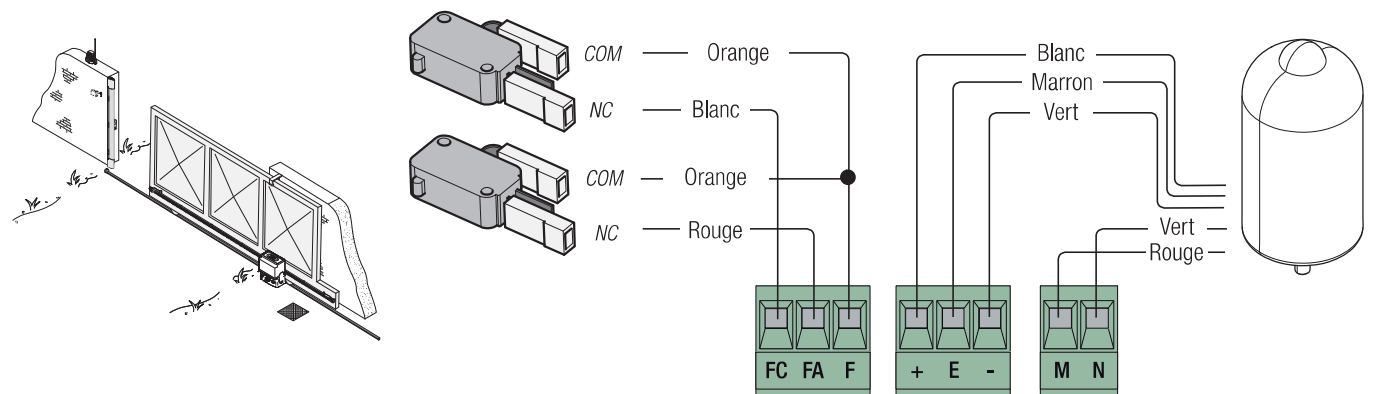 COM Orange
NC Blanc
COM Orange
NC Rouge
Blanc
Marron
Vert
Vert
Rouge
FC FA F
+ E -
M N